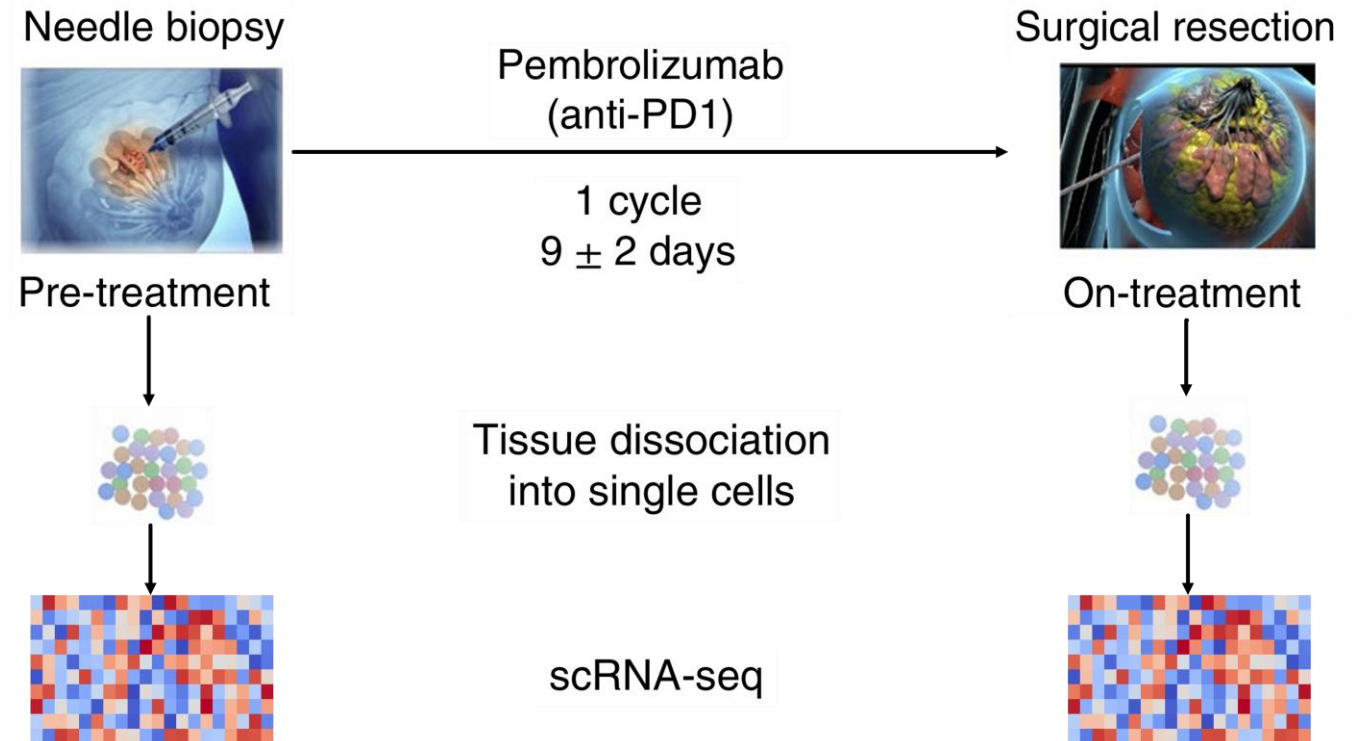 Needle biopsy
Pembrolizumab
(anti-PD1)
Surgical resection
1 cycle
9 ± 2 days
Pre-treatment
On-treatment
Tissue dissociation
into single cells
scRNA-seq